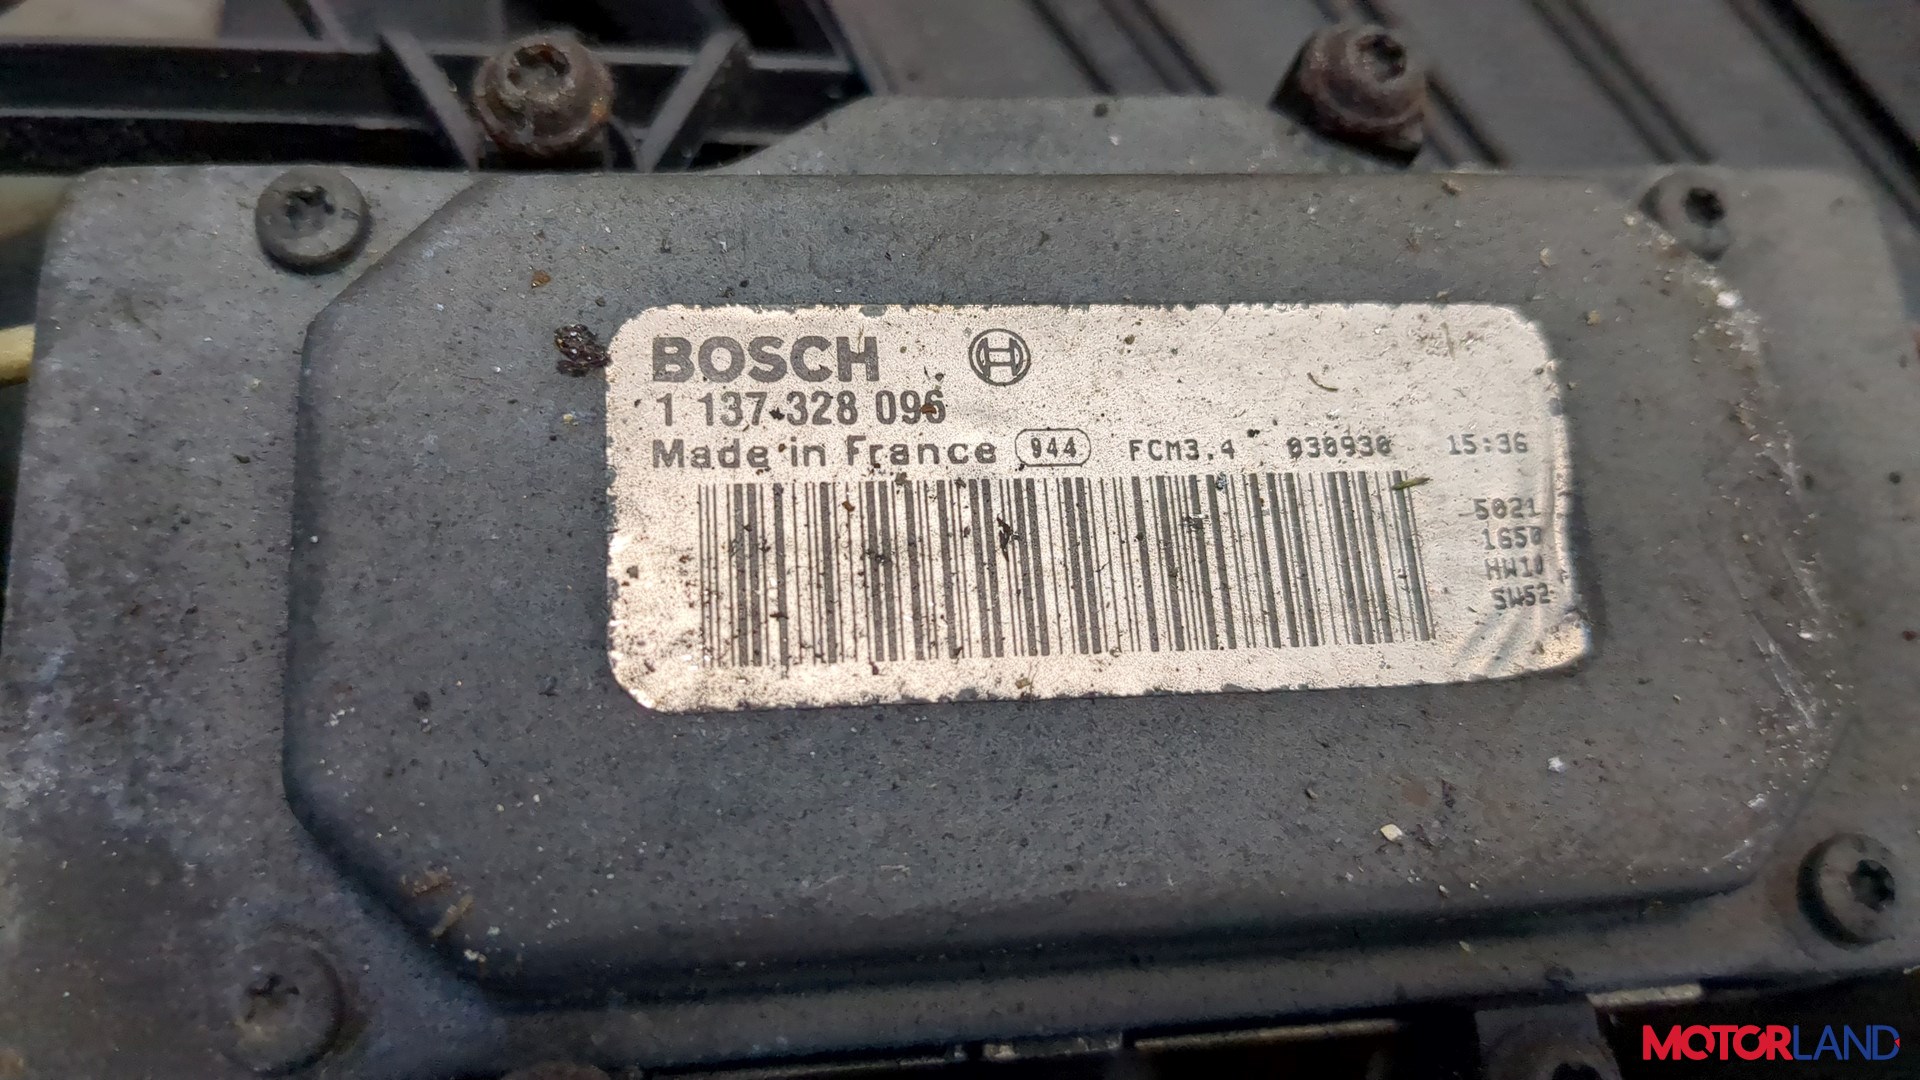 BOSCH
1 137 328 096
Made in France 944 FCM3.4 030930 15:36
5021
1650
HW10
SW52
MOTORLAND